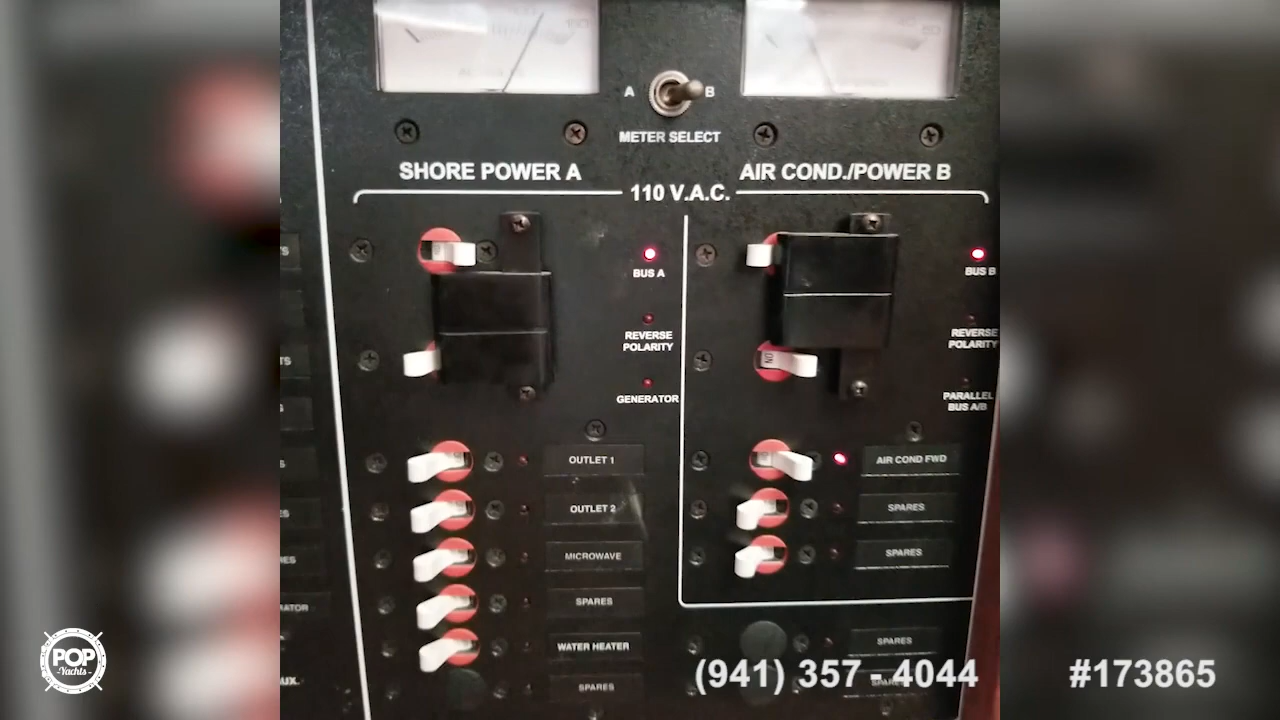 A
B
METER SELECT
SHORE POWER A
AIR COND./POWER B
110 V.A.C.
BUS A
BUS B
REVERSE
POLARITY
REVERSE
POLARITY
GENERATOR
PARALLEL
BUS A/B
ON
OUTLET 1
AIR COND FWD
OUTLET 2
SPARES
MICROWAVE
SPARES
SPARES
WATER HEATER
SPARES
SPARES
UX.
POP
Yachts
(941) 357 - 4044
#173865